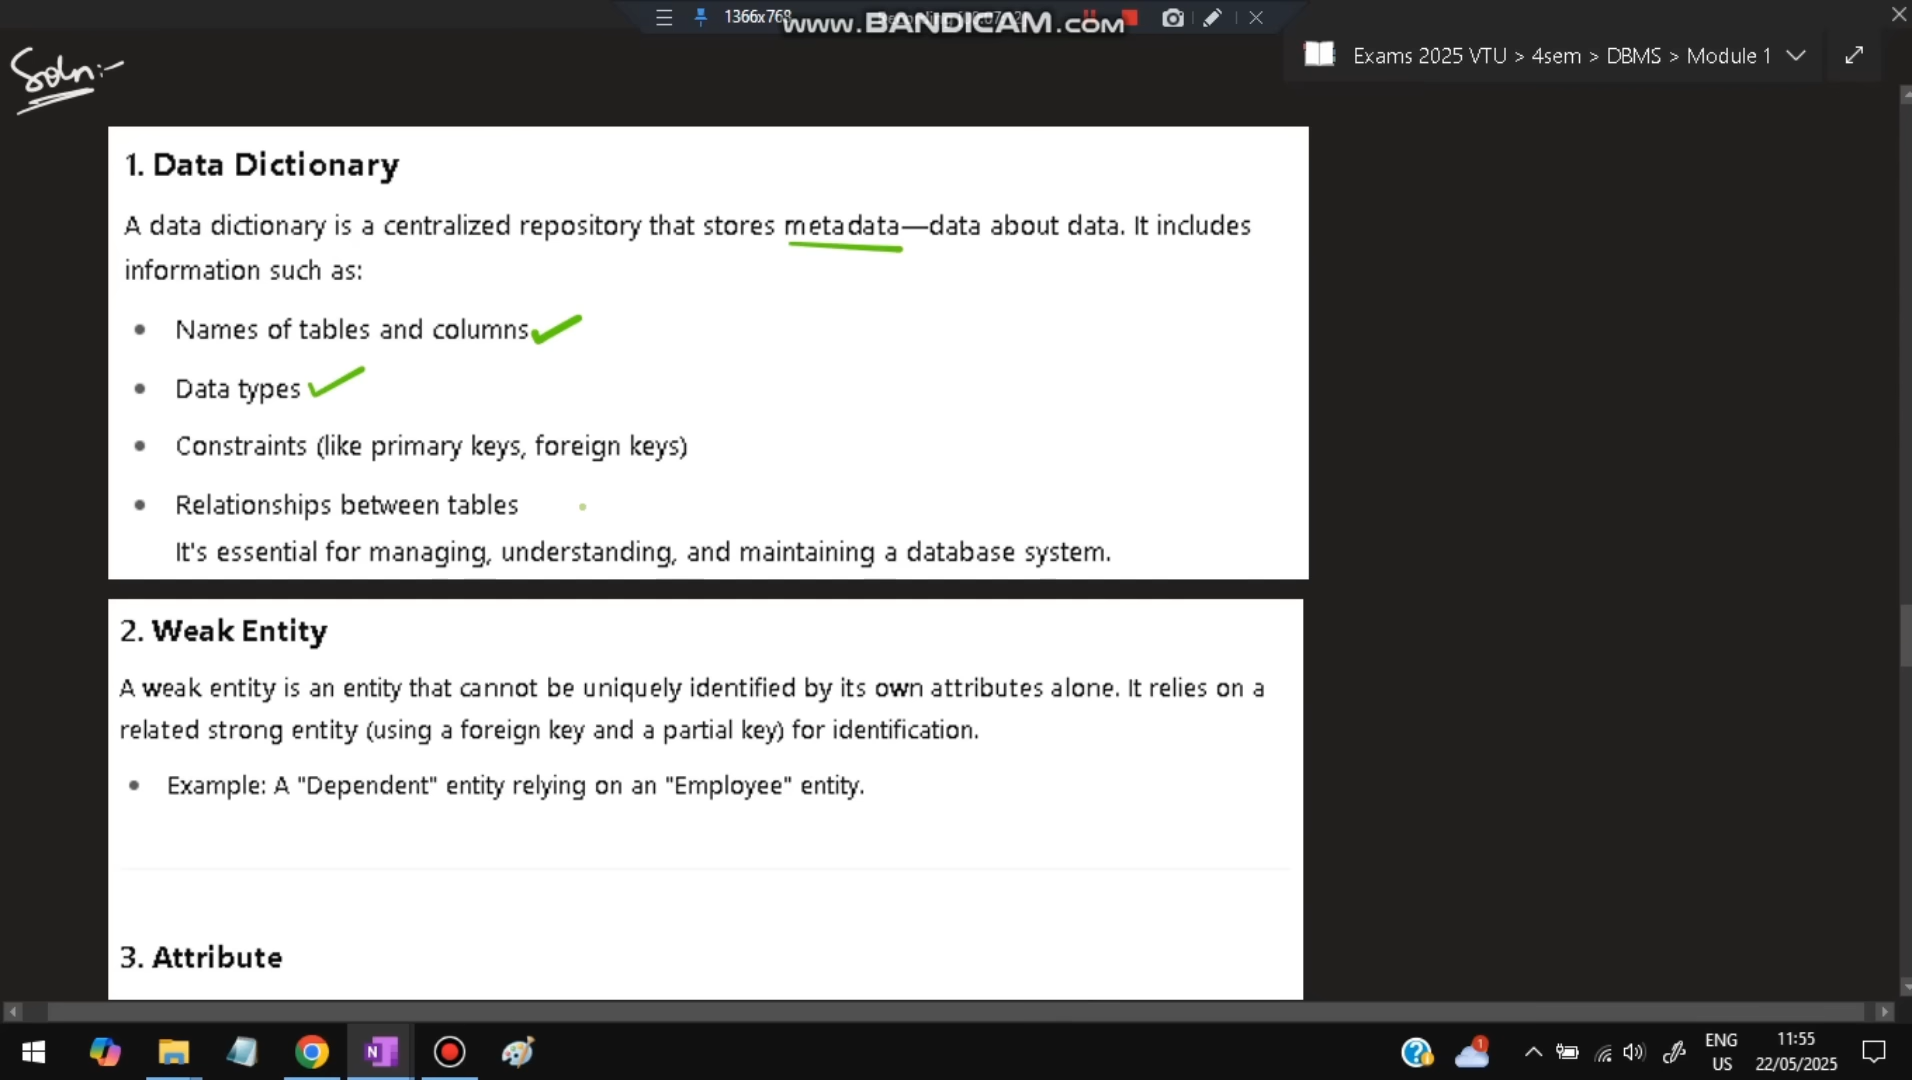 1366x768
www.BANDICAM.com
Soln:-
Exams 2025 VTU > 4sem > DBMS > Module 1
1. Data Dictionary
A data dictionary is a centralized repository that stores metadata—data about data. It includes
information such as:
• Names of tables and columns
• Data types
• Constraints (like primary keys, foreign keys)
• Relationships between tables
It's essential for managing, understanding, and maintaining a database system.
2. Weak Entity
A weak entity is an entity that cannot be uniquely identified by its own attributes alone. It relies on a
related strong entity (using a foreign key and a partial key) for identification.
• Example: A "Dependent" entity relying on an "Employee" entity.
3. Attribute
N
1
ENG
US
11:55
22/05/2025